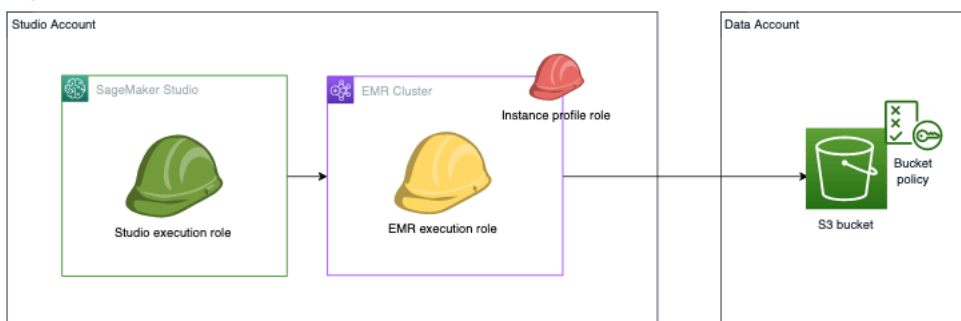 Studio Account
Data Account
SageMaker Studio
EMR Cluster
Instance profile role
Studio execution role
EMR execution role
Bucket
policy
S3 bucket